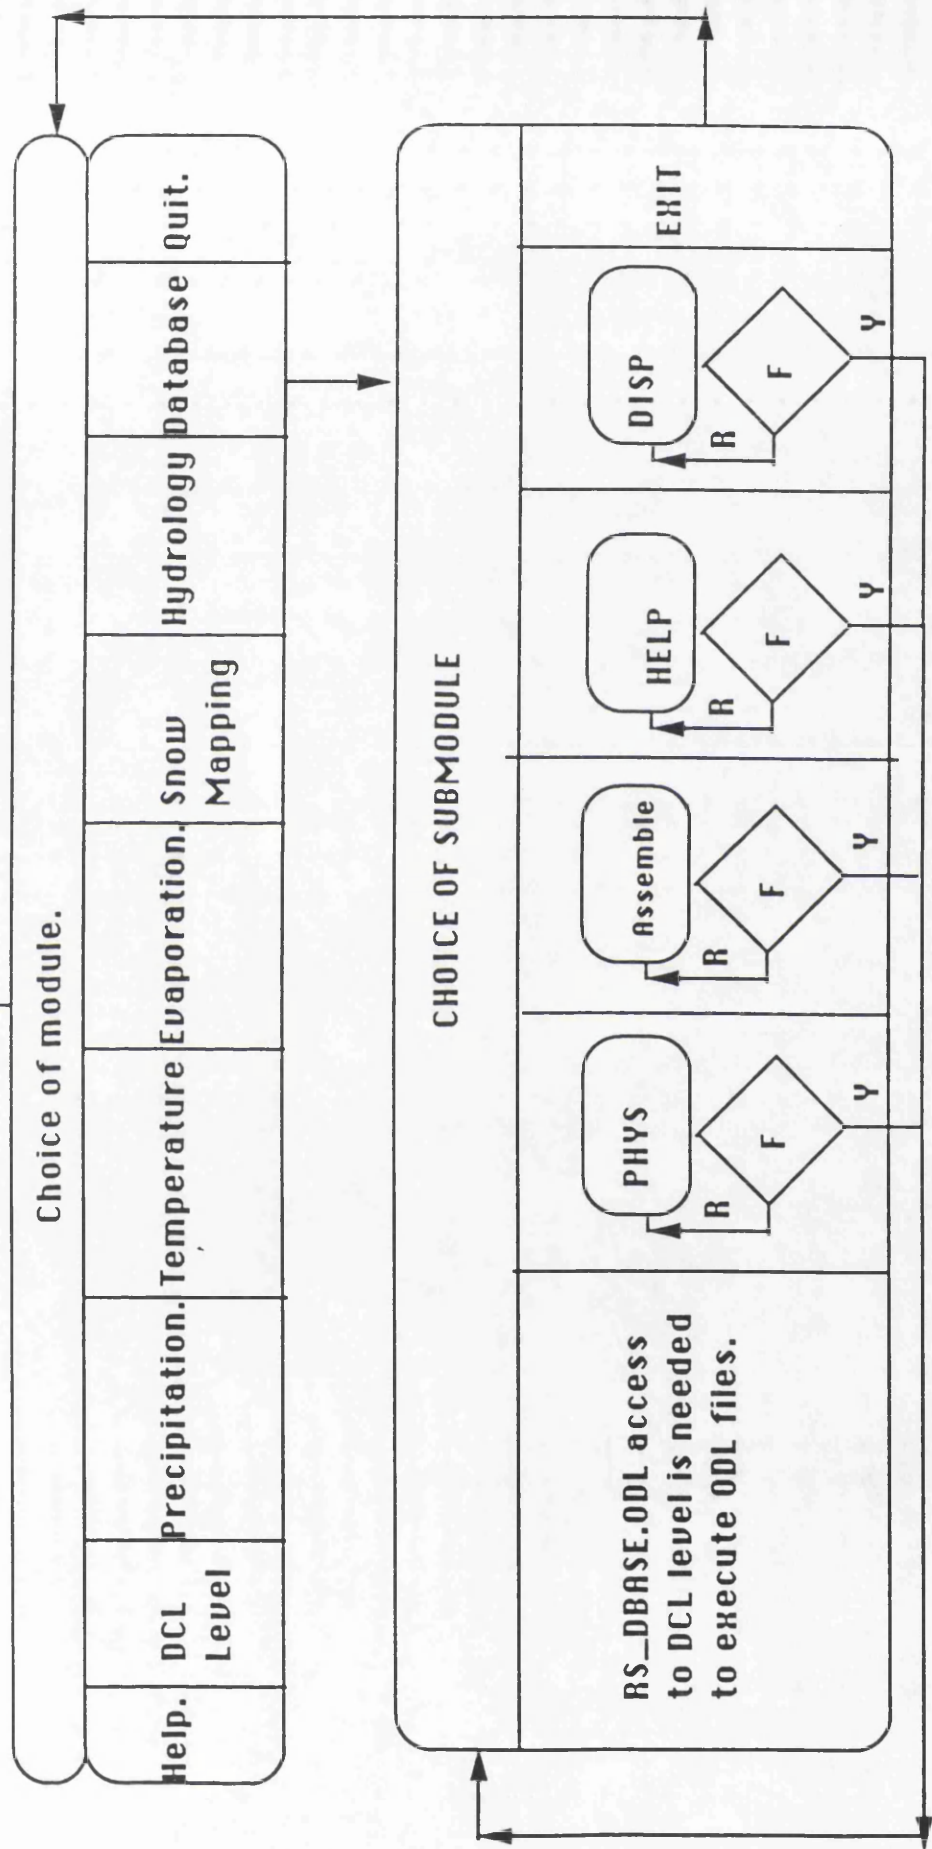 Choice of module.
Help.
DCL
Level
Precipitation.
Temperature
Evaporation.
Snow
Mapping
Hydrology
Database
Quit.
CHOICE OF SUBMODULE
RS_DBASE.ODL access
to DCL level is needed
to execute ODL files.
PHYS
R
F
Y
Assemble
R
F
Y
HELP
R
F
Y
DISP
R
F
Y
EXIT